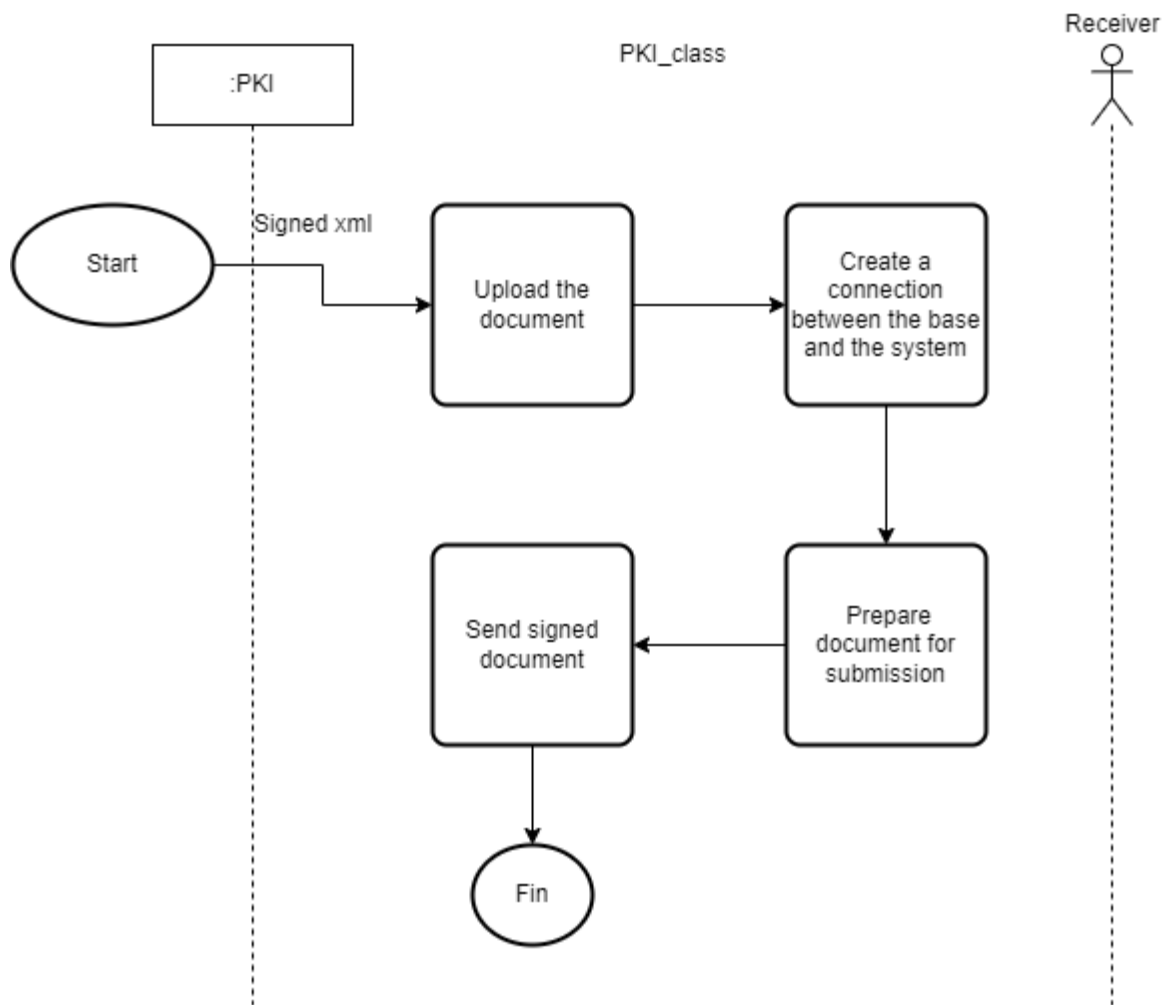 Receiver
PKI_class
:PKI
Signed xml
Start
Upload the
document
Create a
connection
between the base
and the system
Send signed
document
Prepare
document for
submission
Fin